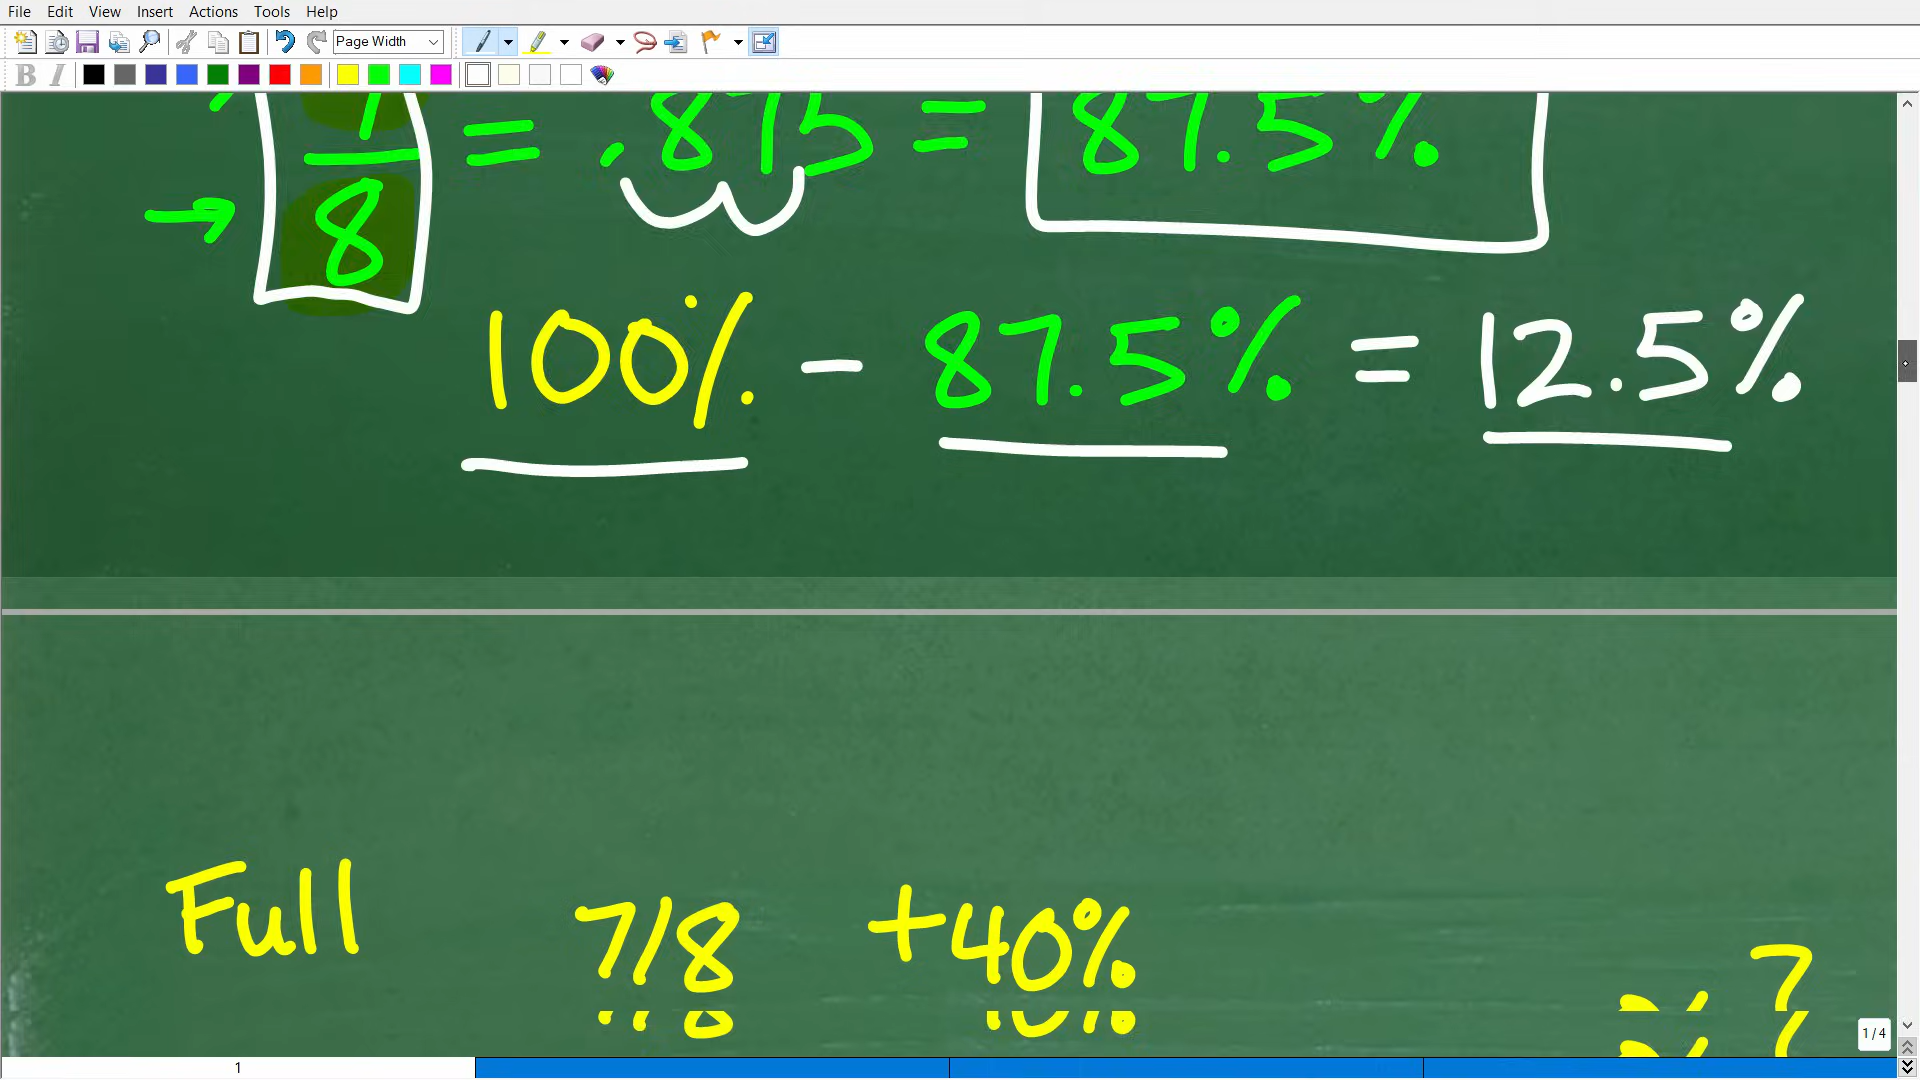 File Edit View Insert Actions Tools Help
Page Width
B I
7/8 = .875 = 87.5%
100% - 87.5% = 12.5%
Full 7/8 +40% ?
1 / 4
1